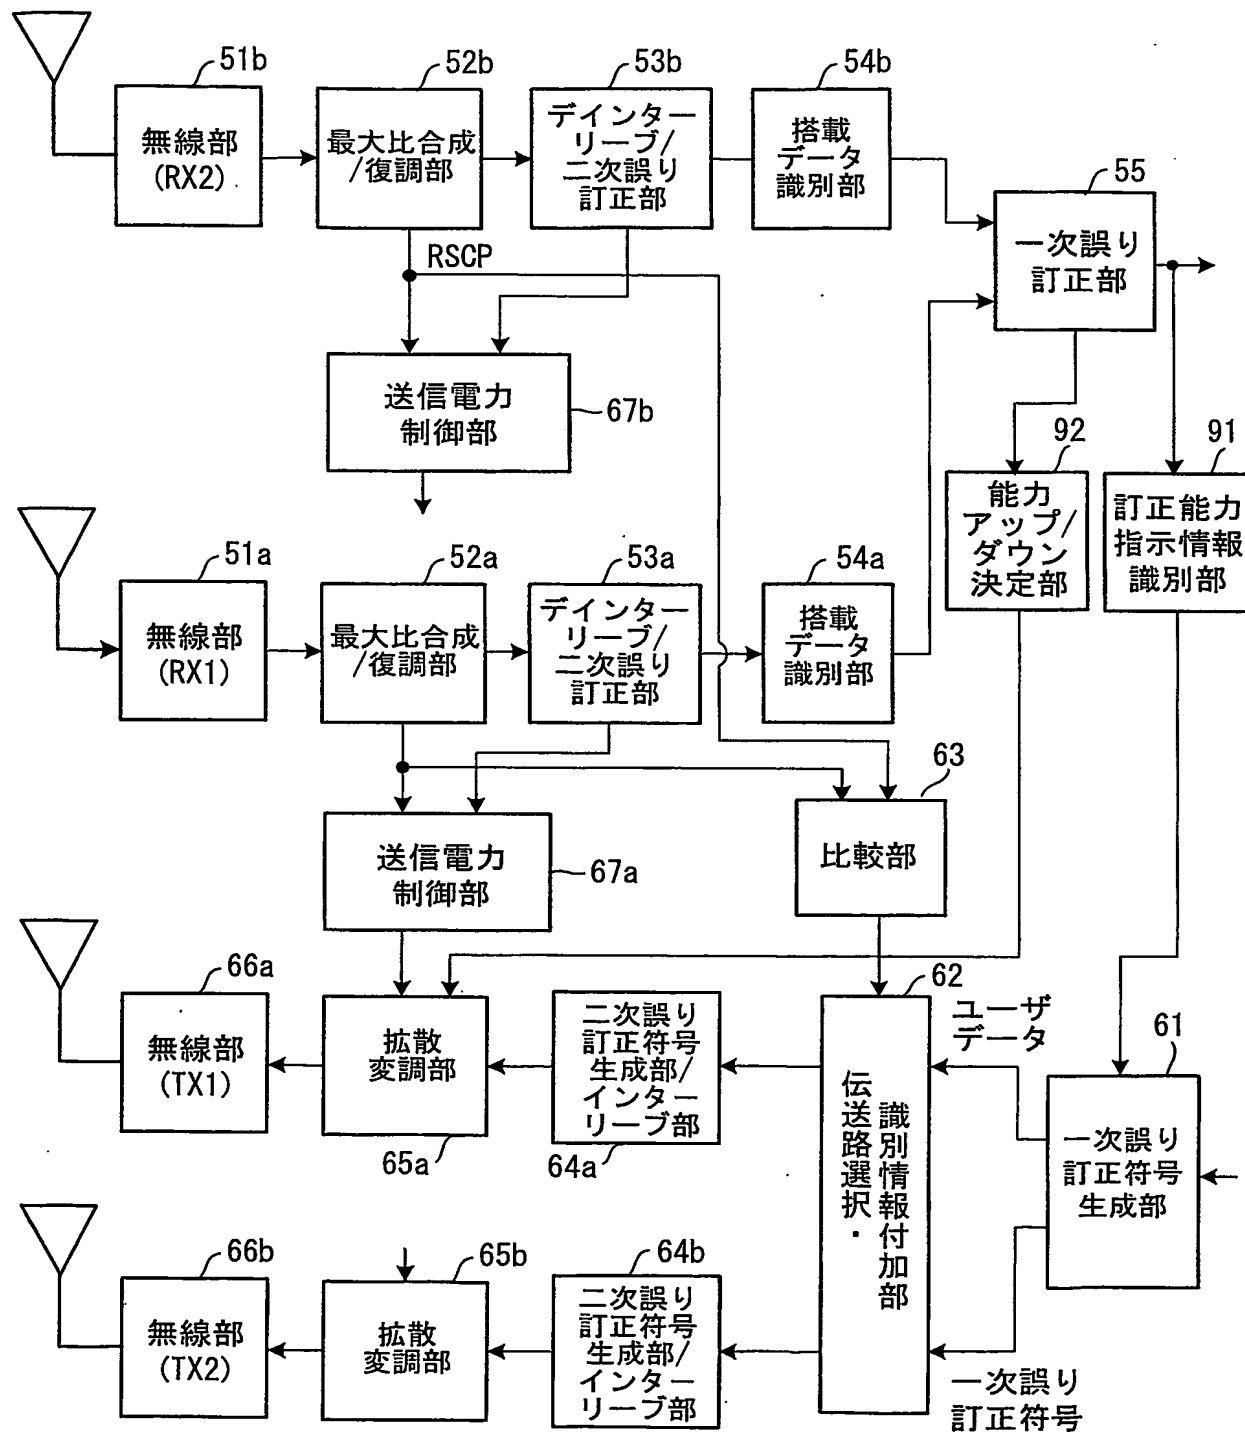 51b
無線部
(RX2)
52b
最大比合成
/復調部
53b
デインター
リーブ/
二次誤り
訂正部
54b
搭載
データ
識別部
55
一次誤り
訂正部
RSCP
送信電力
制御部
67b
92
能力
アップ/
ダウン
決定部
91
訂正能力
指示情報
識別部
51a
無線部
(RX1)
52a
最大比合成
/復調部
53a
デインター
リーブ/
二次誤り
訂正部
54a
搭載
データ
識別部
63
比較部
送信電力
制御部
67a
66a
無線部
(TX1)
拡散
変調部
65a
二次誤り
訂正符号
生成部/
インター
リーブ部
64a
62
伝送路選択・
識別情報付加部
ユーザ
データ
61
一次誤り
訂正符号
生成部
66b
無線部
(TX2)
65b
拡散
変調部
64b
二次誤り
訂正符号
生成部/
インター
リーブ部
一次誤り
訂正符号